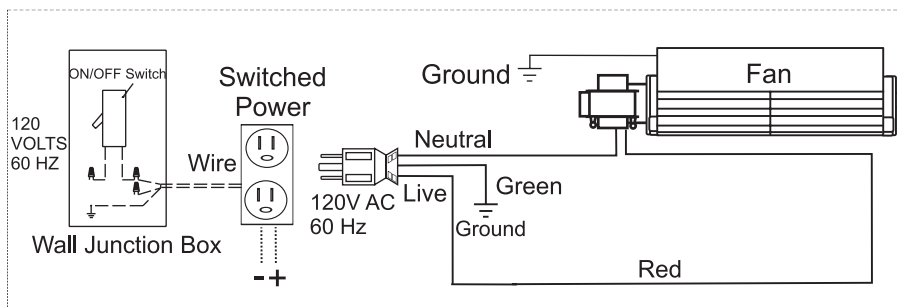 ON/OFF Switch
120
VOLTS
60 HZ
Wall Junction Box
Wire
Switched
Power
- +
120V AC
60 Hz
Neutral
Live
Green
Ground
Red
Ground
Fan